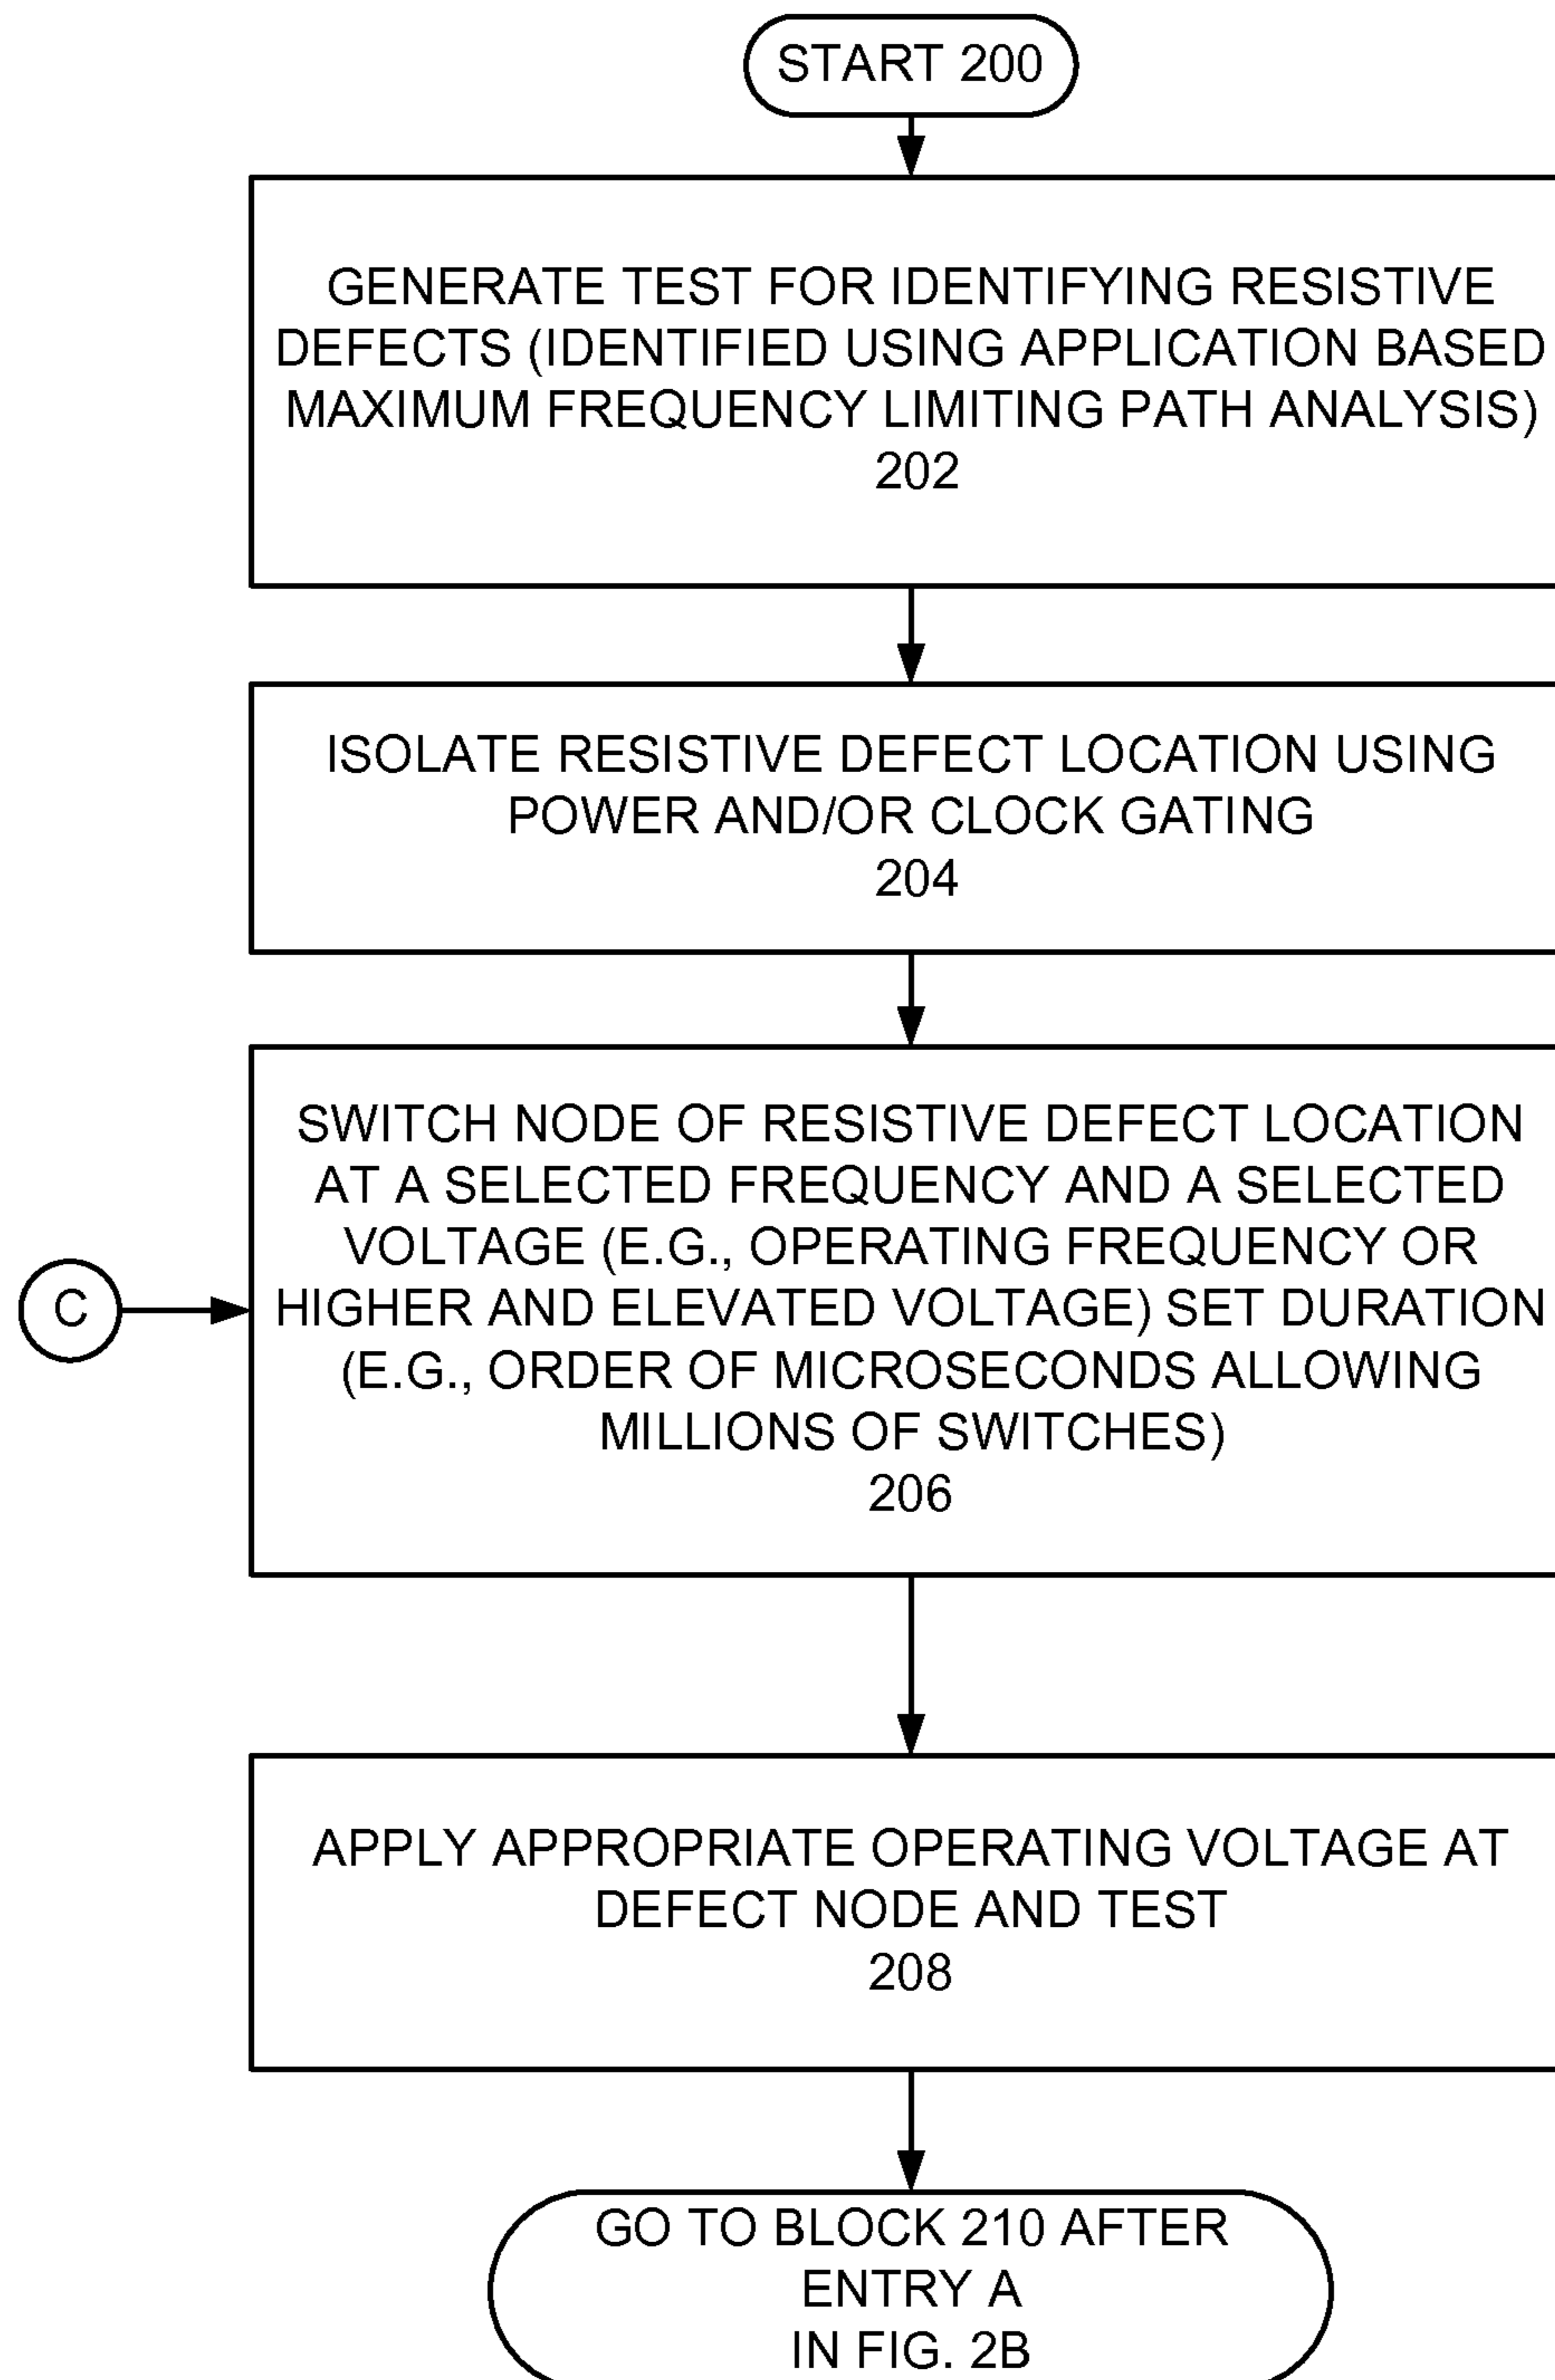 START 200
GENERATE TEST FOR IDENTIFYING RESISTIVE
DEFECTS (IDENTIFIED USING APPLICATION BASED
MAXIMUM FREQUENCY LIMITING PATH ANALYSIS)
202
ISOLATE RESISTIVE DEFECT LOCATION USING
POWER AND/OR CLOCK GATING
204
SWITCH NODE OF RESISTIVE DEFECT LOCATION
AT A SELECTED FREQUENCY AND A SELECTED
VOLTAGE (E.G., OPERATING FREQUENCY OR
HIGHER AND ELEVATED VOLTAGE) SET DURATION
(E.G., ORDER OF MICROSECONDS ALLOWING
MILLIONS OF SWITCHES)
206
C
APPLY APPROPRIATE OPERATING VOLTAGE AT
DEFECT NODE AND TEST
208
GO TO BLOCK 210 AFTER
ENTRY A
IN FIG. 2B